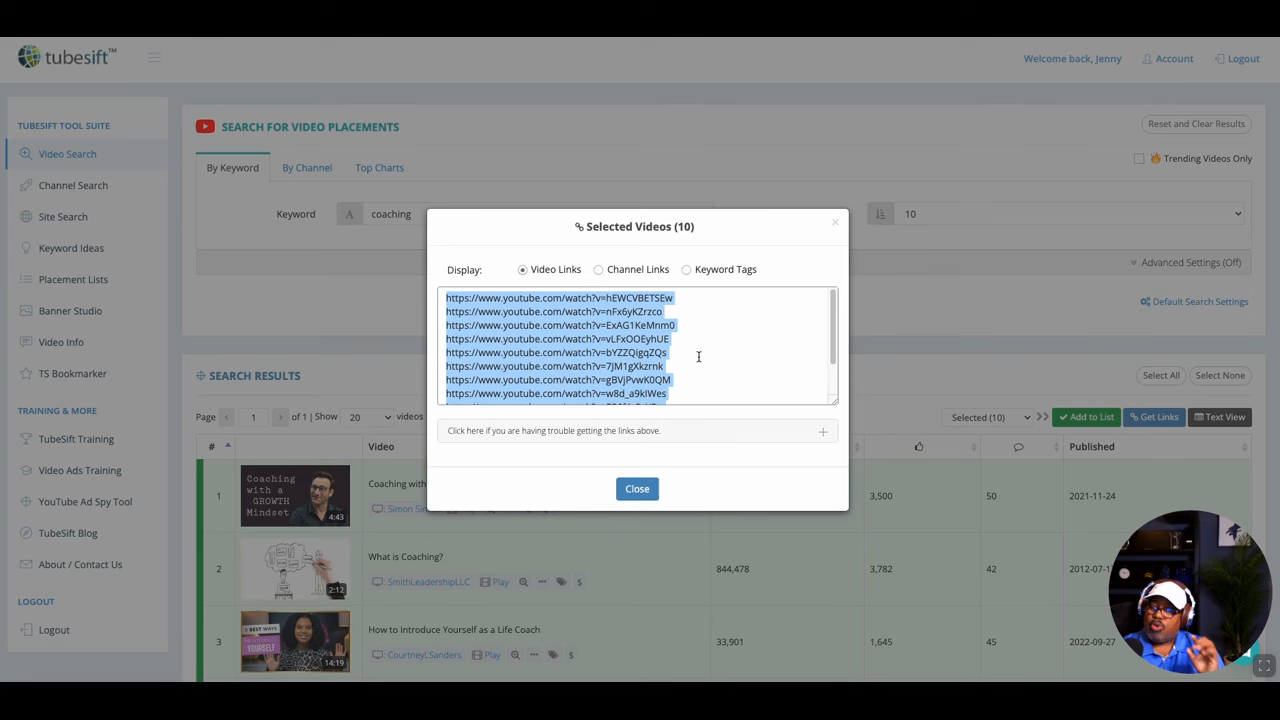 tubesift™
Welcome back, Jenny
Account
Logout
TUBESIFT TOOL SUITE
Video Search
Channel Search
Site Search
Keyword Ideas
Placement Lists
Banner Studio
Video Info
TS Bookmarker
TRAINING & MORE
TubeSift Training
Video Ads Training
YouTube Ad Spy Tool
TubeSift Blog
About / Contact Us
LOGOUT
Logout
SEARCH FOR VIDEO PLACEMENTS
Reset and Clear Results
By Keyword
By Channel
Top Charts
Trending Videos Only
Keyword
A
coaching
10
Advanced Settings (Off)
Default Search Settings
Selected Videos (10)
×
Display:
Video Links
Channel Links
Keyword Tags
https://www.youtube.com/watch?v=hEWCVBETSEw
https://www.youtube.com/watch?v=nFx6yKZrzco
https://www.youtube.com/watch?v=ExAG1KeMnm0
https://www.youtube.com/watch?v=vLFxOOEyhUE
https://www.youtube.com/watch?v=bYZZQigqZQs
https://www.youtube.com/watch?v=7JM1gXkzrnk
https://www.youtube.com/watch?v=gBVjPvwK0QM
https://www.youtube.com/watch?v=w8d_a9kIWes
Click here if you are having trouble getting the links above.
Close
SEARCH RESULTS
Select All
Select None
Page
1
of 1 | Show
20
videos
Selected (10)
Add to List
Get Links
Text View
#
Video
Published
1
Coaching
with a
GROWTH
Mindset
4:43
Coaching with
3,500
50
2021-11-24
2
2:12
What is Coaching?
SmithLeadershipLLC
Play
$
844,478
3,782
42
3
BEST WAYS
YOURSELF
14:19
How to Introduce Yourself as a Life Coach
CourtneyLSanders
Play
$
33,901
1,645
45
2022-09-27